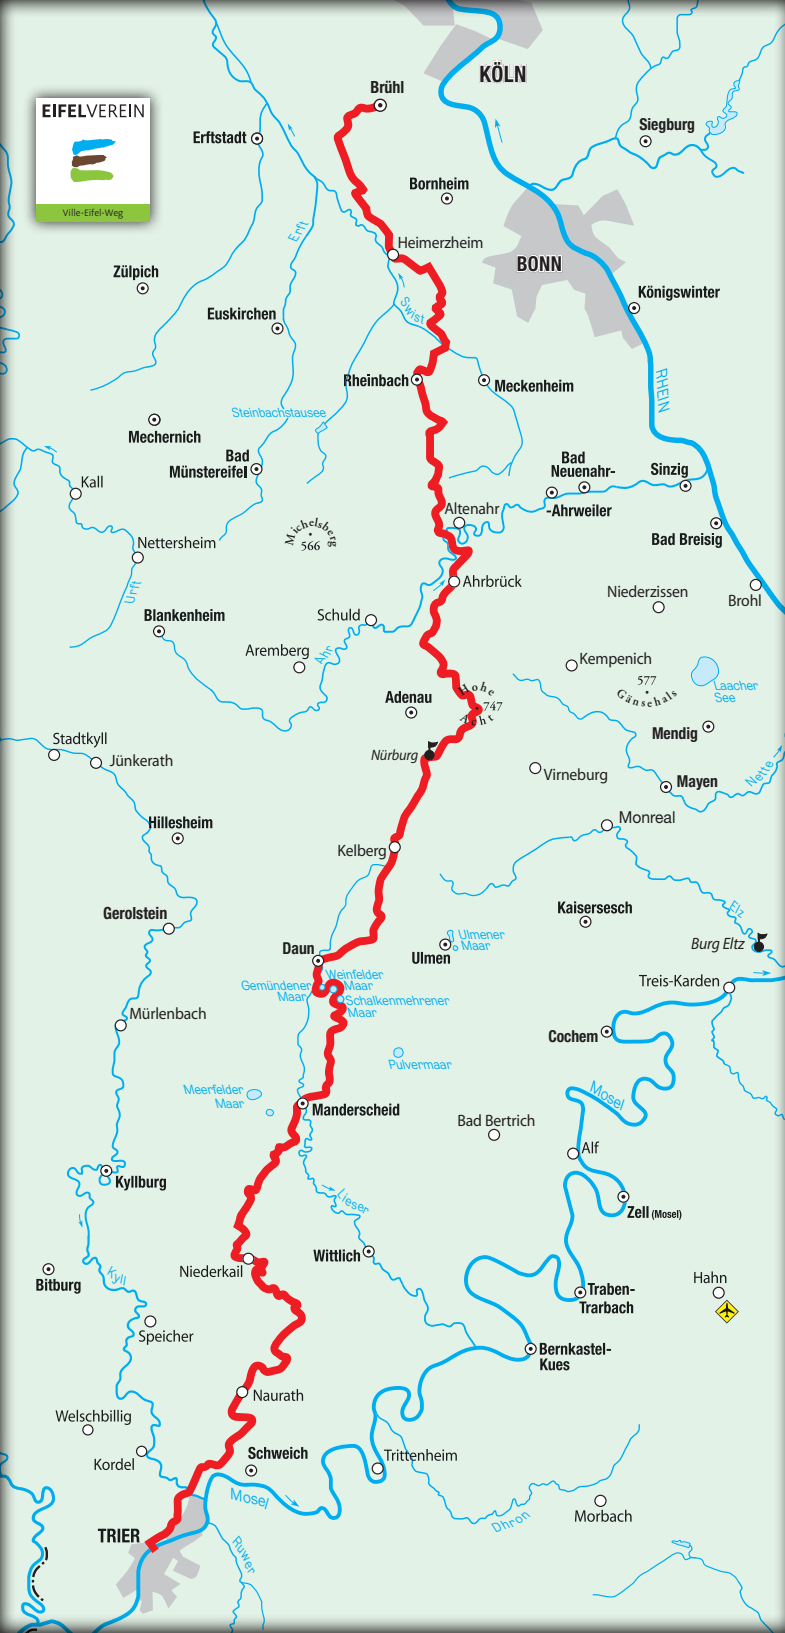 KÖLN
Brühl
EIFELVEREIN
Ville-Eifel-Weg
Erftstadt
Siegburg
Bornheim
Erft
Heimerzheim
BONN
Zülpich
Königswinter
Euskirchen
Swist
RHEIN
Rheinbach
Meckenheim
Steinbachstausee
Mechernich
Bad
Münstereifel
Bad
Neuenahr-
-Ahrweiler
Sinzig
Kall
Altenahr
Michelsberg
566
Bad Breisig
Nettersheim
Urft
Ahrbrück
Niederzissen
Brohl
Blankenheim
Schuld
Ahr
Aremberg
Kempenich
577
Gänsehals
Laacher
See
Adenau
Hohe
747
Acht
Mendig
Stadtkyll
Jünkerath
Nürburg
Virneburg
Mayen
Nette
Hillesheim
Monreal
Kelberg
Gerolstein
Kaisersesch
Elz
Daun
Ulmen
Ulmener
Maar
Burg Eltz
Gemündener
Maar
Weinfelder
Maar
Schalkenmehrener
Maar
Treis-Karden
Mürlenbach
Cochem
Pulvermaar
Meerfelder
Maar
Manderscheid
Mosel
Bad Bertrich
Alf
Kyllburg
Lieser
Zell (Mosel)
Niederkail
Wittlich
Bitburg
Kyll
Traben-
Trarbach
Hahn
Speicher
Bernkastel-
Kues
Naurath
Welschbillig
Kordel
Schweich
Trittenheim
Mosel
Morbach
Dhron
TRIER
Ruwer